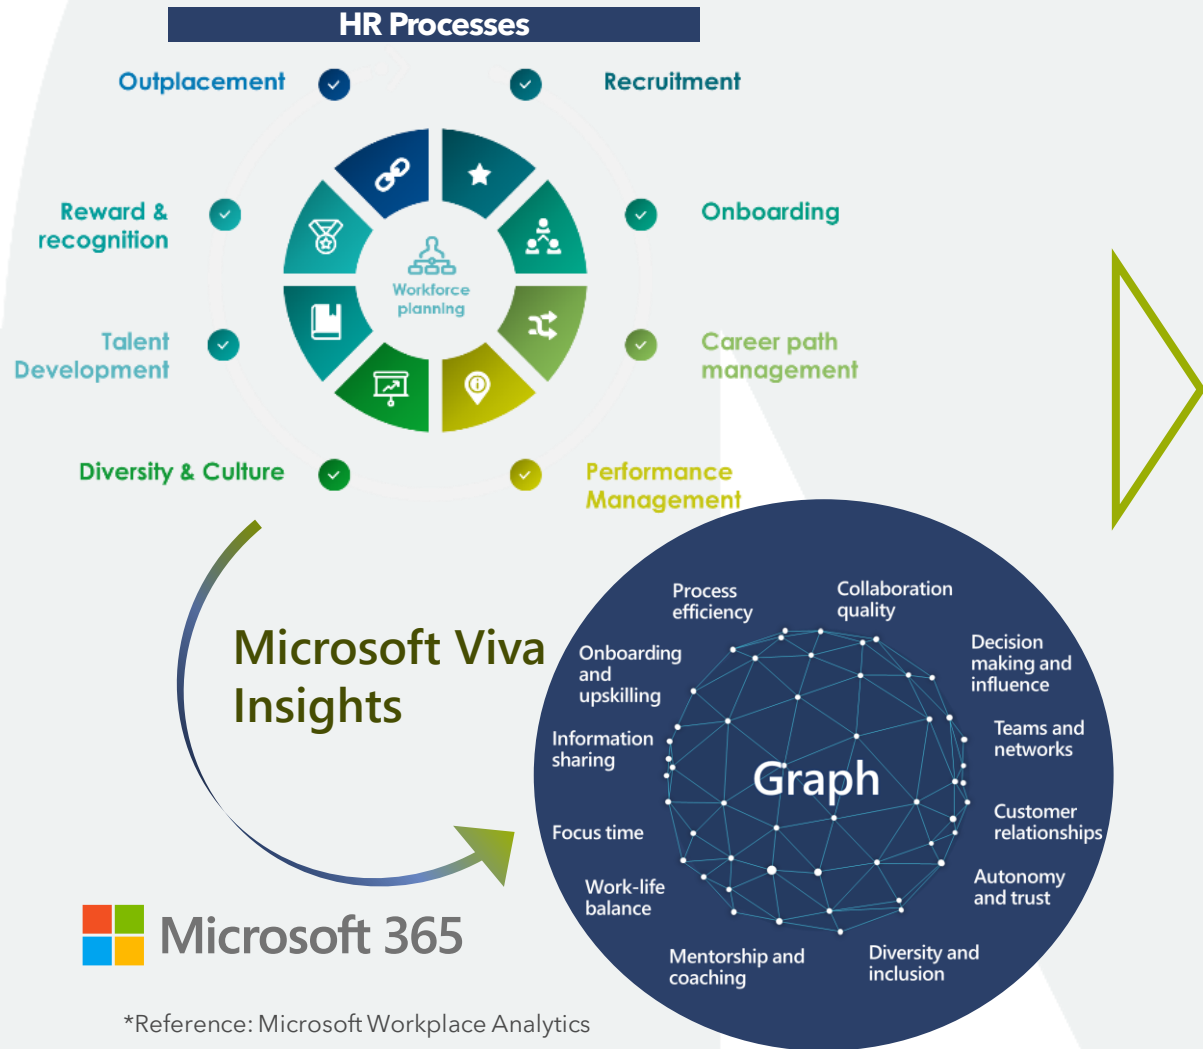 HR Processes
Outplacement
Recruitment
Reward &
recognition
Onboarding
Workforce
planning
Talent
Development
Career path
management
Diversity & Culture
Performance
Management
Microsoft Viva
Insights
Process
efficiency
Collaboration
quality
Onboarding
and
upskilling
Decision
making and
influence
Information
sharing
Teams and
networks
Graph
Focus time
Customer
relationships
Work-life
balance
Autonomy
and trust
Mentorship and
coaching
Diversity and
inclusion
Microsoft 365
*Reference: Microsoft Workplace Analytics